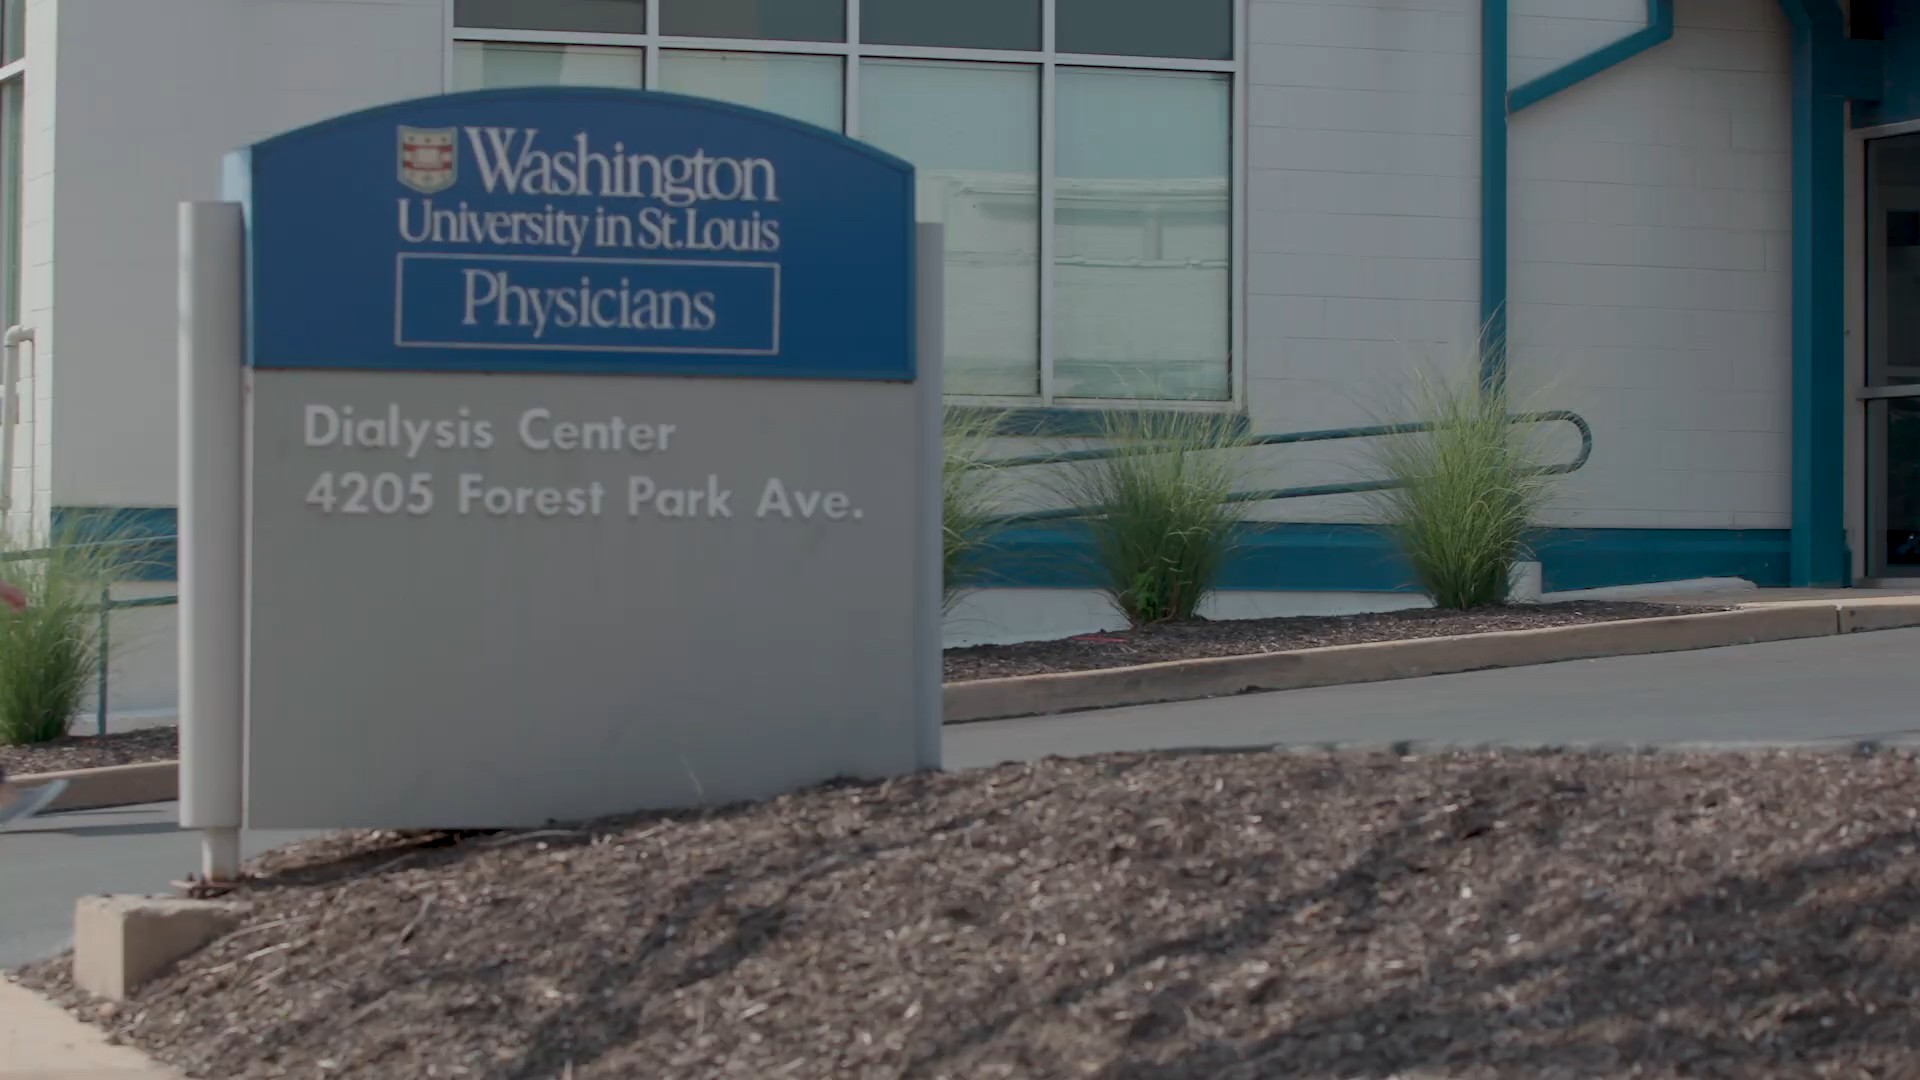 Washington
University in St. Louis
Physicians
Dialysis Center
4205 Forest Park Ave.